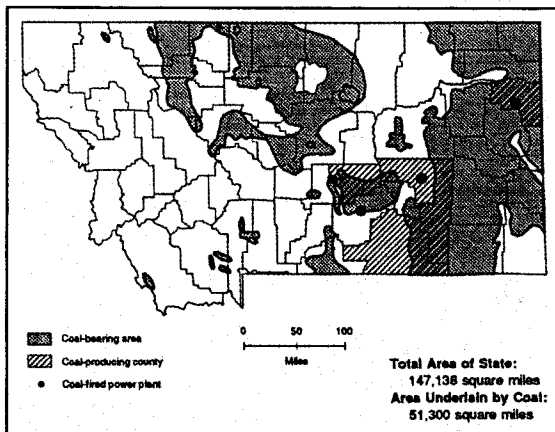 Coal-bearing area
Coal-producing county
Coal-fired power plant
0 50 100
Miles
Total Area of State:
147,138 square miles
Area Underlain by Coal:
51,300 square miles